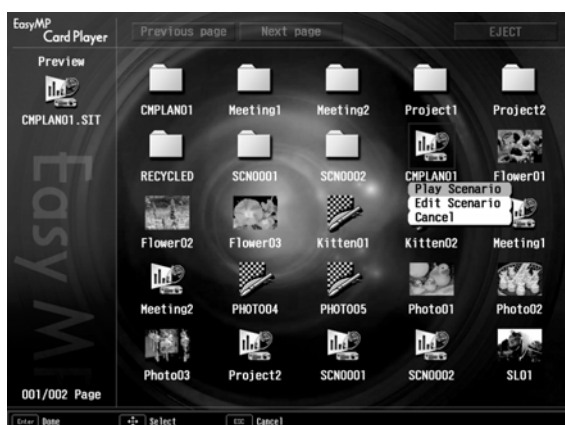 EasyMP
Card Player
Previous page
Next page
EJECT
Preview
CMPLAN01.SIT
CMPLAN01
Meeting1
Meeting2
Project1
Project2
RECYCLED
SCN0001
SCN0002
CMPLAN01
Flower01
Play Scenario
Edit Scenario
Cancel
Flower02
Flower03
Kitten01
Kitten02
Meeting1
Meeting2
PHOTO04
PHOTO05
Photo01
Photo02
Photo03
Project2
SCN0001
SCN0002
SL01
Easy M
001/002 Page
Enter Done
Select
ESC Cancel